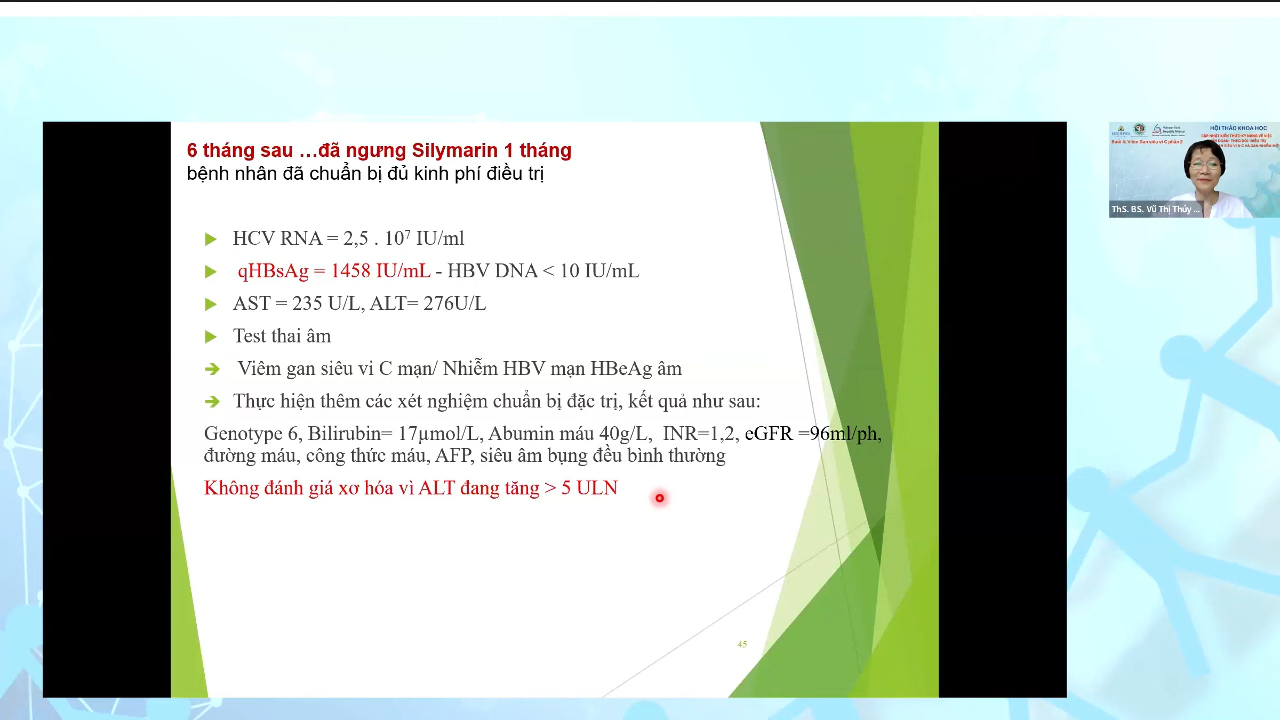 6 tháng sau …đã ngưng Silymarin 1 tháng
bệnh nhân đã chuẩn bị đủ kinh phí điều trị
HCV RNA = 2,5 . 10⁷ IU/ml
qHBsAg = 1458 IU/mL - HBV DNA < 10 IU/mL
AST = 235 U/L, ALT= 276U/L
Test thai âm
Viêm gan siêu vi C mạn/ Nhiễm HBV mạn HBeAg âm
Thực hiện thêm các xét nghiệm chuẩn bị đặc trị, kết quả như sau:
Genotype 6, Bilirubin= 17µmol/L, Abumin máu 40g/L, INR=1,2, eGFR =96ml/ph,
đường máu, công thức máu, AFP, siêu âm bụng đều bình thường
Không đánh giá xơ hóa vì ALT đang tăng > 5 ULN
45
HỘI THẢO KHOA HỌC
ThS. BS. Vũ Thị Thúy ...